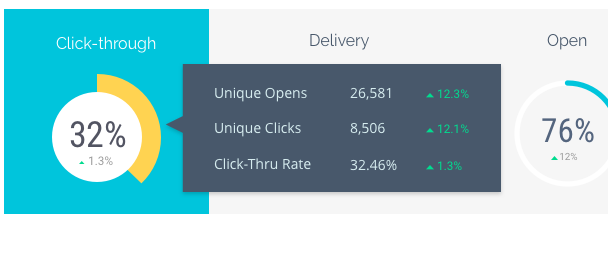 Click-through
Delivery
Open
Unique Opens 26,581 12.3%
Unique Clicks 8,506 12.1%
Click-Thru Rate 32.46% 1.3%
32%
1.3%
76%
12%